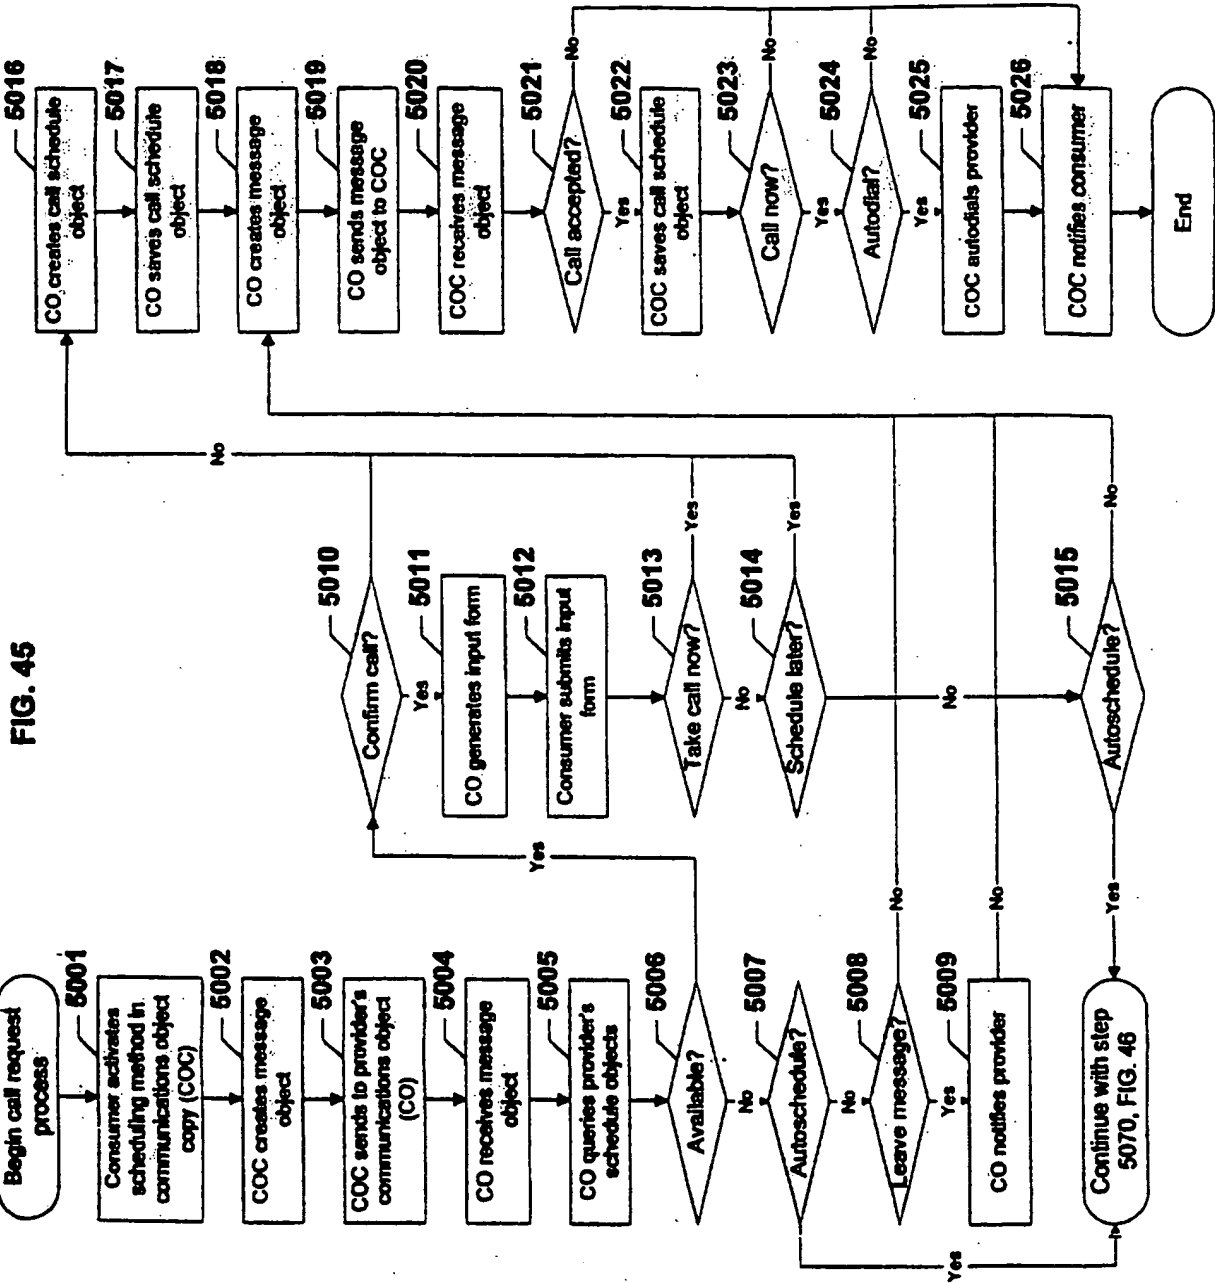 FIG. 45
Begin call request
process
5001
Consumer activates
scheduling method in
communications object
copy (COC)
5002
COC creates message
object
5003
COC sends to provider's
communications object
(CO)
5004
CO receives message
object
5005
CO queries provider's
schedule objects
5006
Available?
Yes
No
5007
Autoschedule?
Yes
No
5008
Leave message?
No
Yes
5009
CO notifies provider
No
Continue with step
5070, FIG. 46
5010
Confirm call?
No
Yes
5011
CO generates input form
5012
Consumer submits input
form
5013
Take call now?
Yes
No
5014
Schedule later?
Yes
No
5015
Autoschedule?
No
Yes
5016
CO creates call schedule
object
5017
CO saves call schedule
object
5018
CO creates message
object
5019
CO sends message
object to COC
5020
COC receives message
object
5021
Call accepted?
No
Yes
5022
COC saves call schedule
object
5023
Call now?
No
Yes
5024
Autodial?
No
Yes
5025
COC autodials provider
5026
COC notifies consumer
End